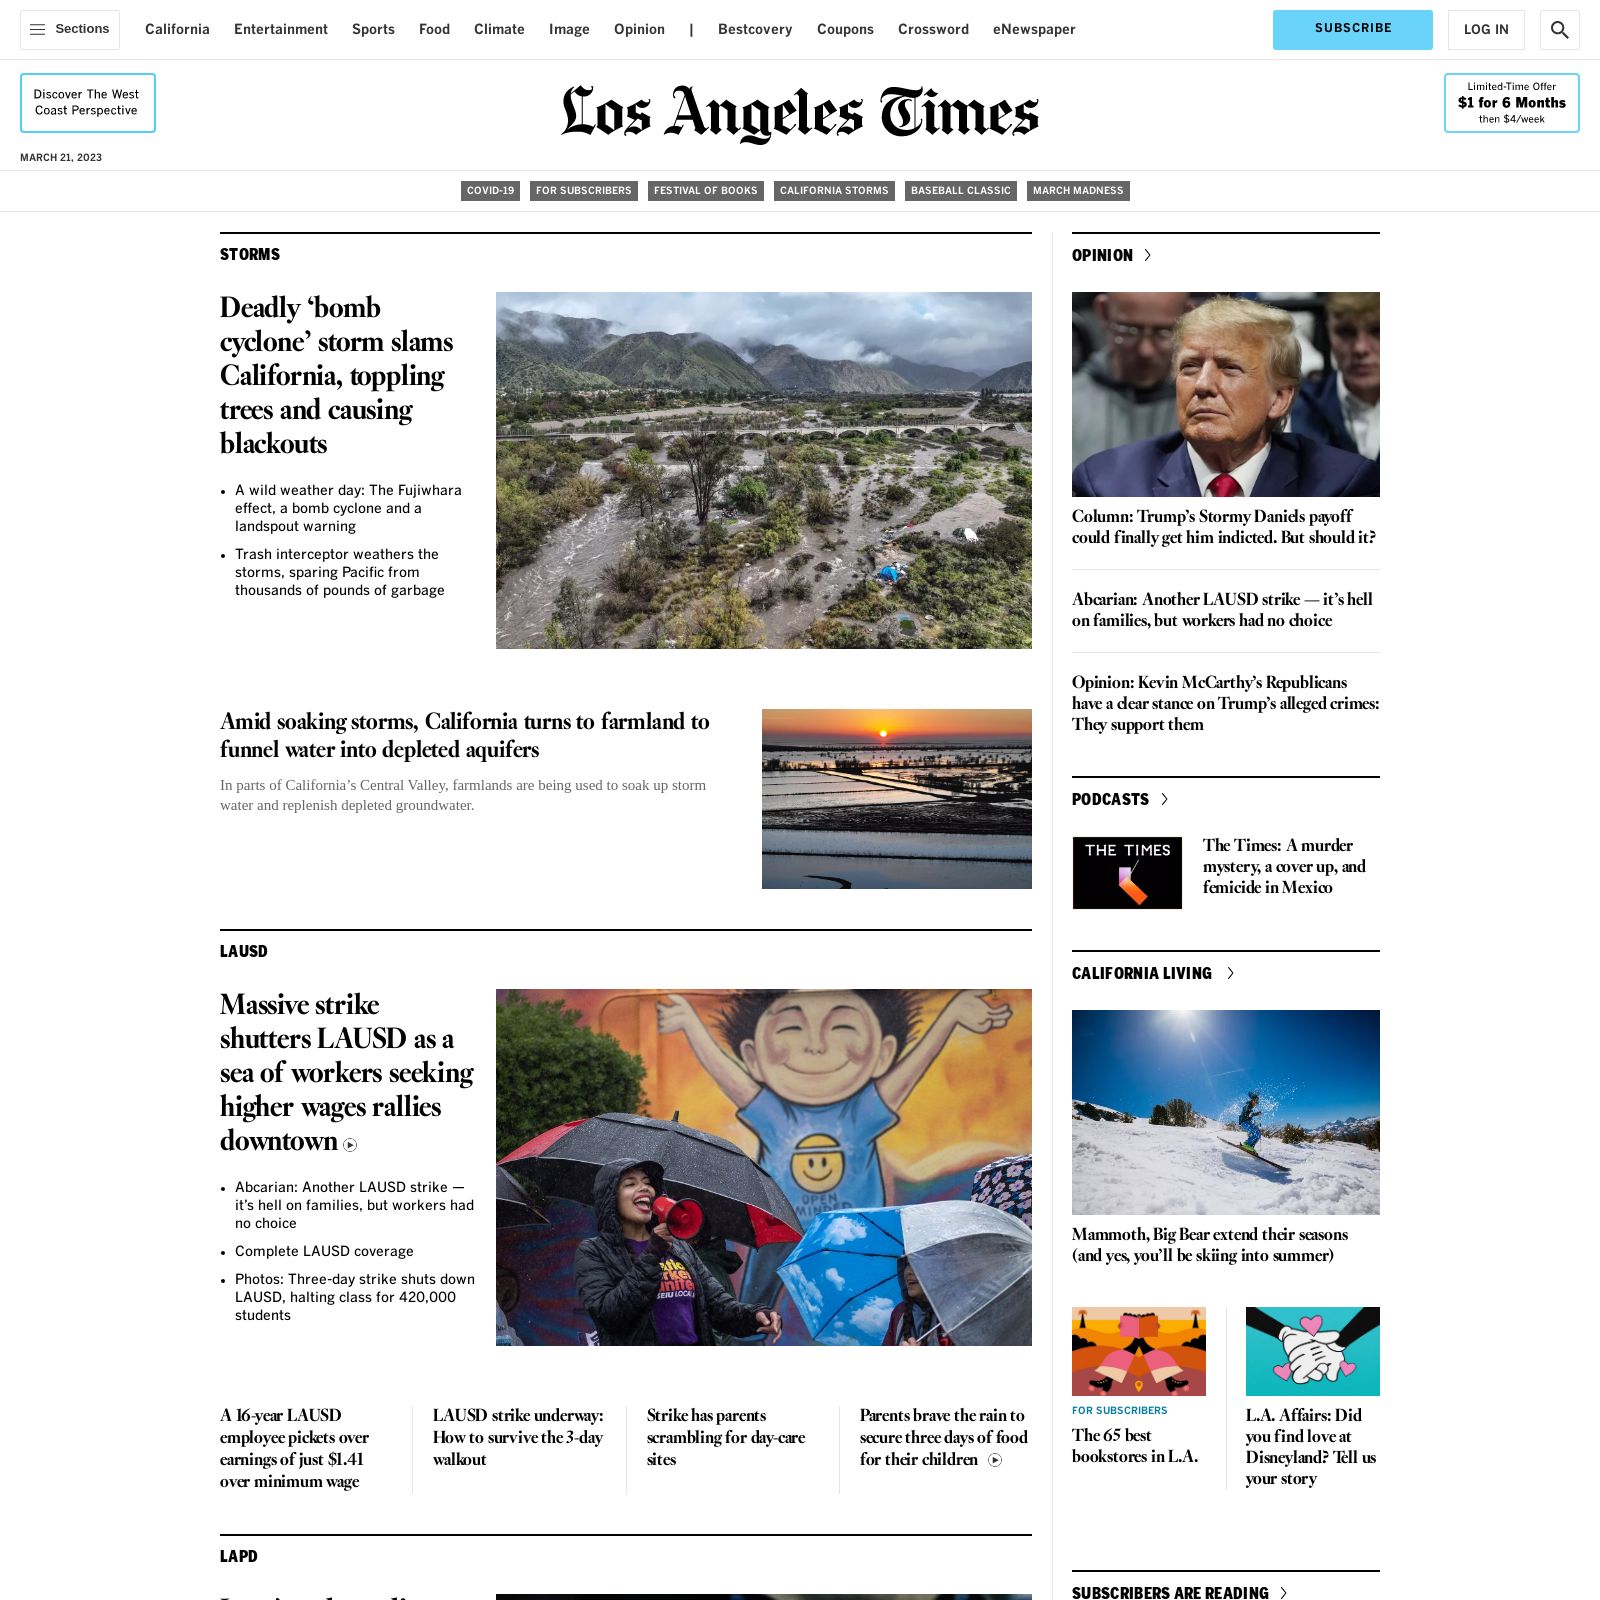 Sections
California
Entertainment
Sports
Food
Climate
Image
Opinion
|
Bestcovery
Coupons
Crossword
eNewspaper
SUBSCRIBE
LOG IN
Discover The West
Coast Perspective
Los Angeles Times
Limited-Time Offer
$1 for 6 Months
then $4/week
MARCH 21, 2023
COVID-19
FOR SUBSCRIBERS
FESTIVAL OF BOOKS
CALIFORNIA STORMS
BASEBALL CLASSIC
MARCH MADNESS
STORMS
Deadly ‘bomb
cyclone’ storm slams
California, toppling
trees and causing
blackouts
• A wild weather day: The Fujiwhara
effect, a bomb cyclone and a
landspout warning
• Trash interceptor weathers the
storms, sparing Pacific from
thousands of pounds of garbage
Amid soaking storms, California turns to farmland to
funnel water into depleted aquifers
In parts of California’s Central Valley, farmlands are being used to soak up storm
water and replenish depleted groundwater.
LAUSD
Massive strike
shutters LAUSD as a
sea of workers seeking
higher wages rallies
downtown
• Abcarian: Another LAUSD strike —
it’s hell on families, but workers had
no choice
• Complete LAUSD coverage
• Photos: Three-day strike shuts down
LAUSD, halting class for 420,000
students
OPEN
SEIU LOCAL
A 16-year LAUSD
employee pickets over
earnings of just $1.41
over minimum wage
LAUSD strike underway:
How to survive the 3-day
walkout
Strike has parents
scrambling for day-care
sites
Parents brave the rain to
secure three days of food
for their children
LAPD
OPINION
Column: Trump’s Stormy Daniels payoff
could finally get him indicted. But should it?
Abcarian: Another LAUSD strike — it’s hell
on families, but workers had no choice
Opinion: Kevin McCarthy’s Republicans
have a clear stance on Trump’s alleged crimes:
They support them
PODCASTS
THE TIMES
The Times: A murder
mystery, a cover up, and
femicide in Mexico
CALIFORNIA LIVING
Mammoth, Big Bear extend their seasons
(and yes, you’ll be skiing into summer)
FOR SUBSCRIBERS
The 65 best
bookstores in L.A.
L.A. Affairs: Did
you find love at
Disneyland? Tell us
your story
SUBSCRIBERS ARE READING